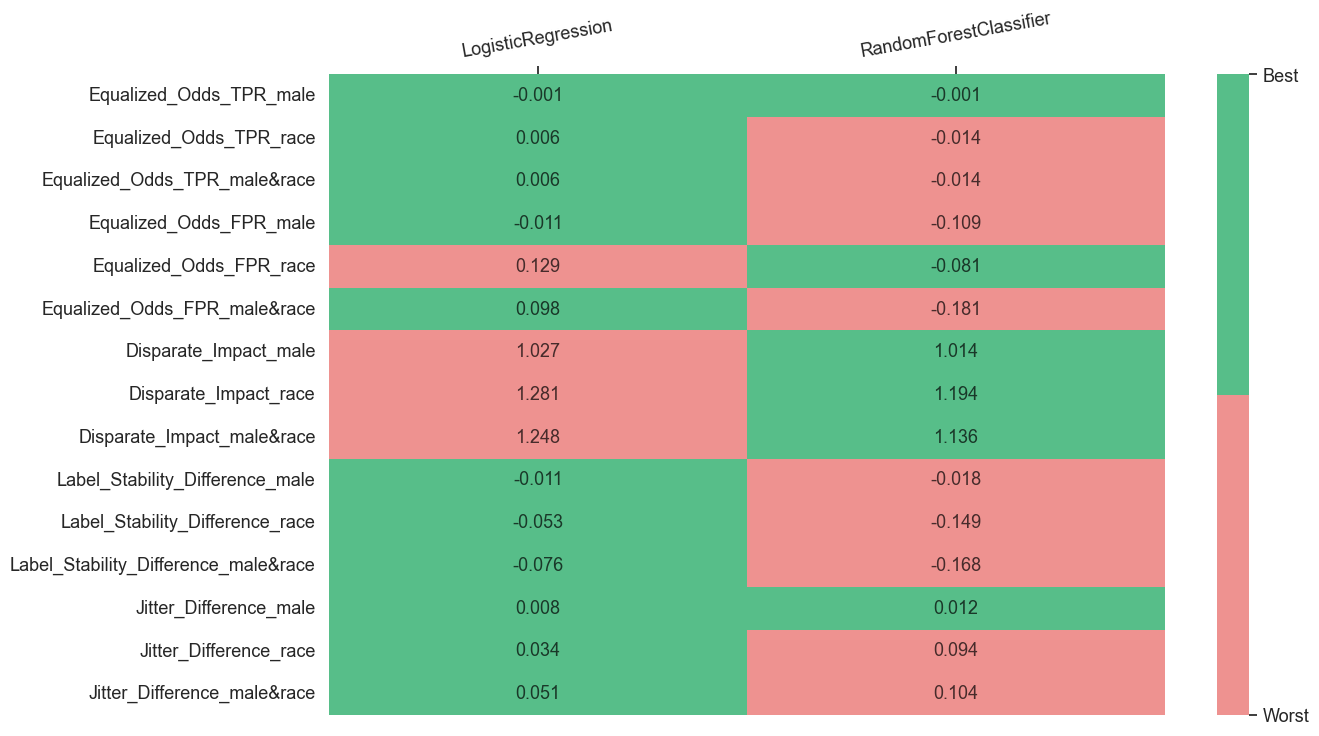 LogisticRegression RandomForestClassifier
Equalized_Odds_TPR_male -0.001 -0.001 Best
Equalized_Odds_TPR_race 0.006 -0.014
Equalized_Odds_TPR_male&race 0.006 -0.014
Equalized_Odds_FPR_male -0.011 -0.109
Equalized_Odds_FPR_race 0.129 -0.081
Equalized_Odds_FPR_male&race 0.098 -0.181
Disparate_Impact_male 1.027 1.014
Disparate_Impact_race 1.281 1.194
Disparate_Impact_male&race 1.248 1.136
Label_Stability_Difference_male -0.011 -0.018
Label_Stability_Difference_race -0.053 -0.149
Label_Stability_Difference_male&race -0.076 -0.168
Jitter_Difference_male 0.008 0.012
Jitter_Difference_race 0.034 0.094
Jitter_Difference_male&race 0.051 0.104
Worst